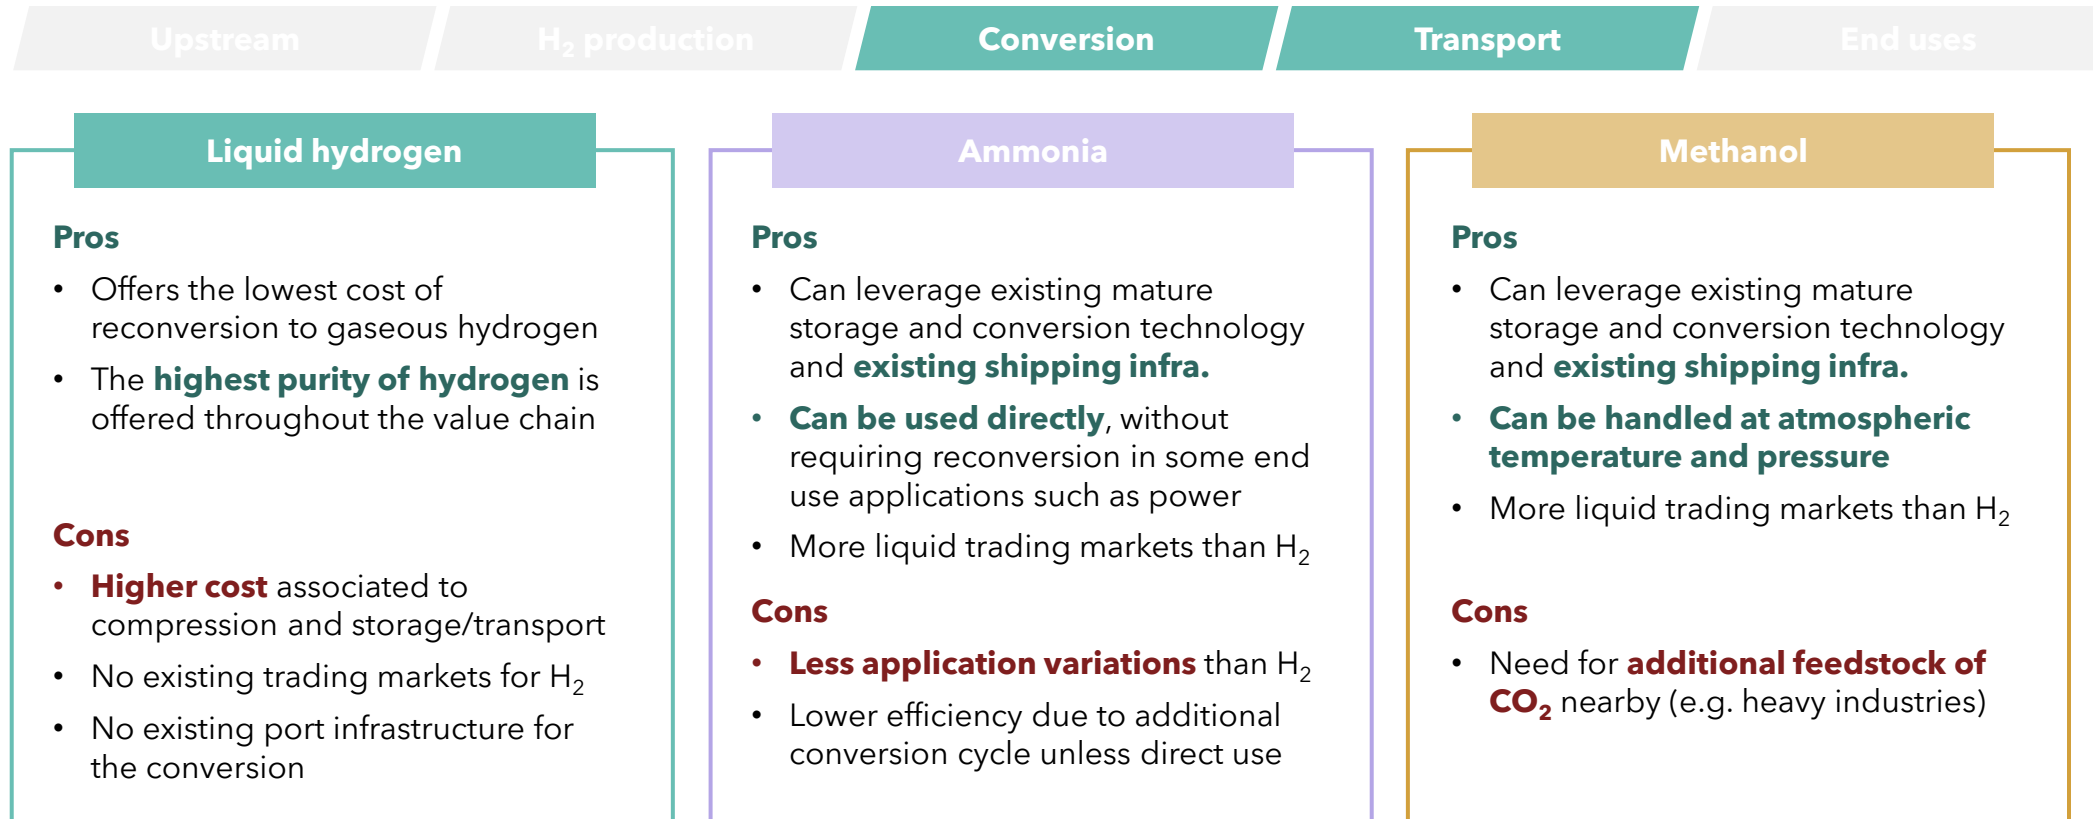 Upstream
H₂ production
Conversion
Transport
End uses
Liquid hydrogen
Pros
• Offers the lowest cost of
reconversion to gaseous hydrogen
• The highest purity of hydrogen is
offered throughout the value chain
Cons
• Higher cost associated to
compression and storage/transport
• No existing trading markets for H₂
• No existing port infrastructure for
the conversion
Ammonia
Pros
• Can leverage existing mature
storage and conversion technology
and existing shipping infra.
• Can be used directly, without
requiring reconversion in some end
use applications such as power
• More liquid trading markets than H₂
Cons
• Less application variations than H₂
• Lower efficiency due to additional
conversion cycle unless direct use
Methanol
Pros
• Can leverage existing mature
storage and conversion technology
and existing shipping infra.
• Can be handled at atmospheric
temperature and pressure
• More liquid trading markets than H₂
Cons
• Need for additional feedstock of
CO₂ nearby (e.g. heavy industries)